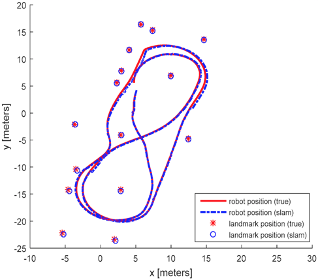 20
15
10
5
0
-5
-10
-15
-20
-25
y [meters]
-10 -5 0 5 10 15 20 25 30
x [meters]
robot position (true)
robot position (slam)
landmark position (true)
landmark position (slam)